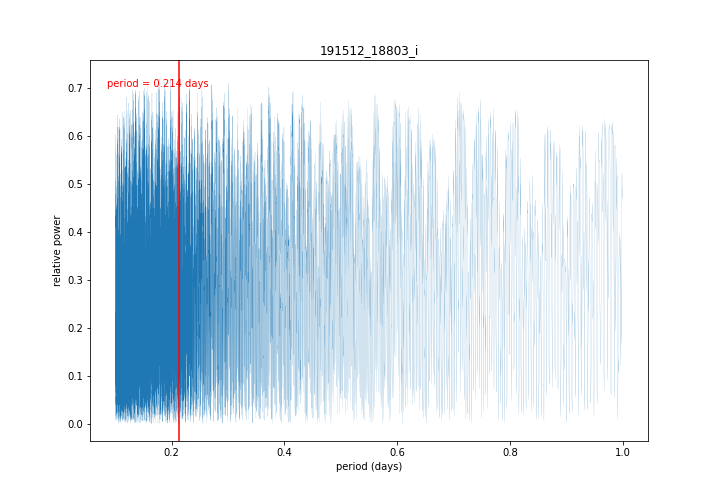 191512_18803_i
period = 0.214 days
relative power
0.7
0.6
0.5
0.4
0.3
0.2
0.1
0.0
0.2 0.4 0.6 0.8 1.0
period (days)